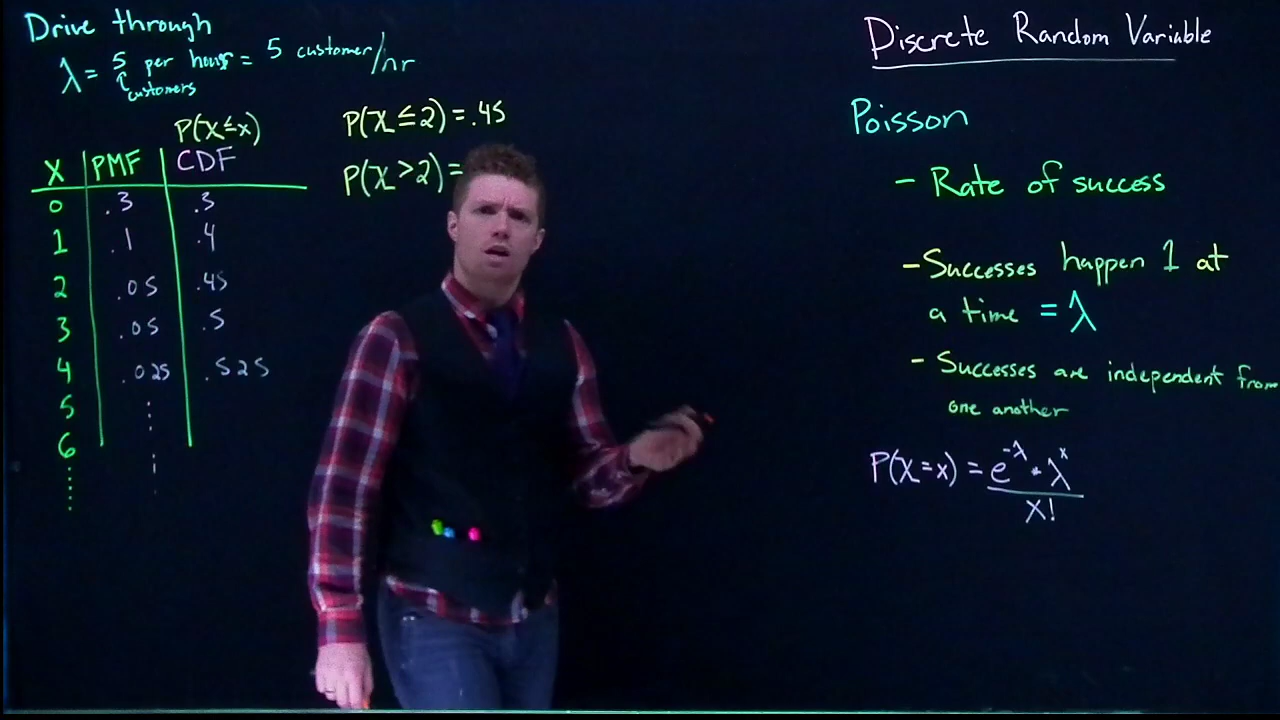 Drive through
λ = 5 per hour = 5 customer/hr
customers
P(X≤x)
X PMF CDF
0 .3 .3
1 .1 .4
2 .05 .45
3 .05 .5
4 .025 .525
5
6
P(X ≤ 2) = .45
P(X > 2) =
Discrete Random Variable
Poisson
- Rate of success
- Successes happen 1 at
a time = λ
- Successes are independent from
one another
P(X=x) = e^-λ · λ^x
x!